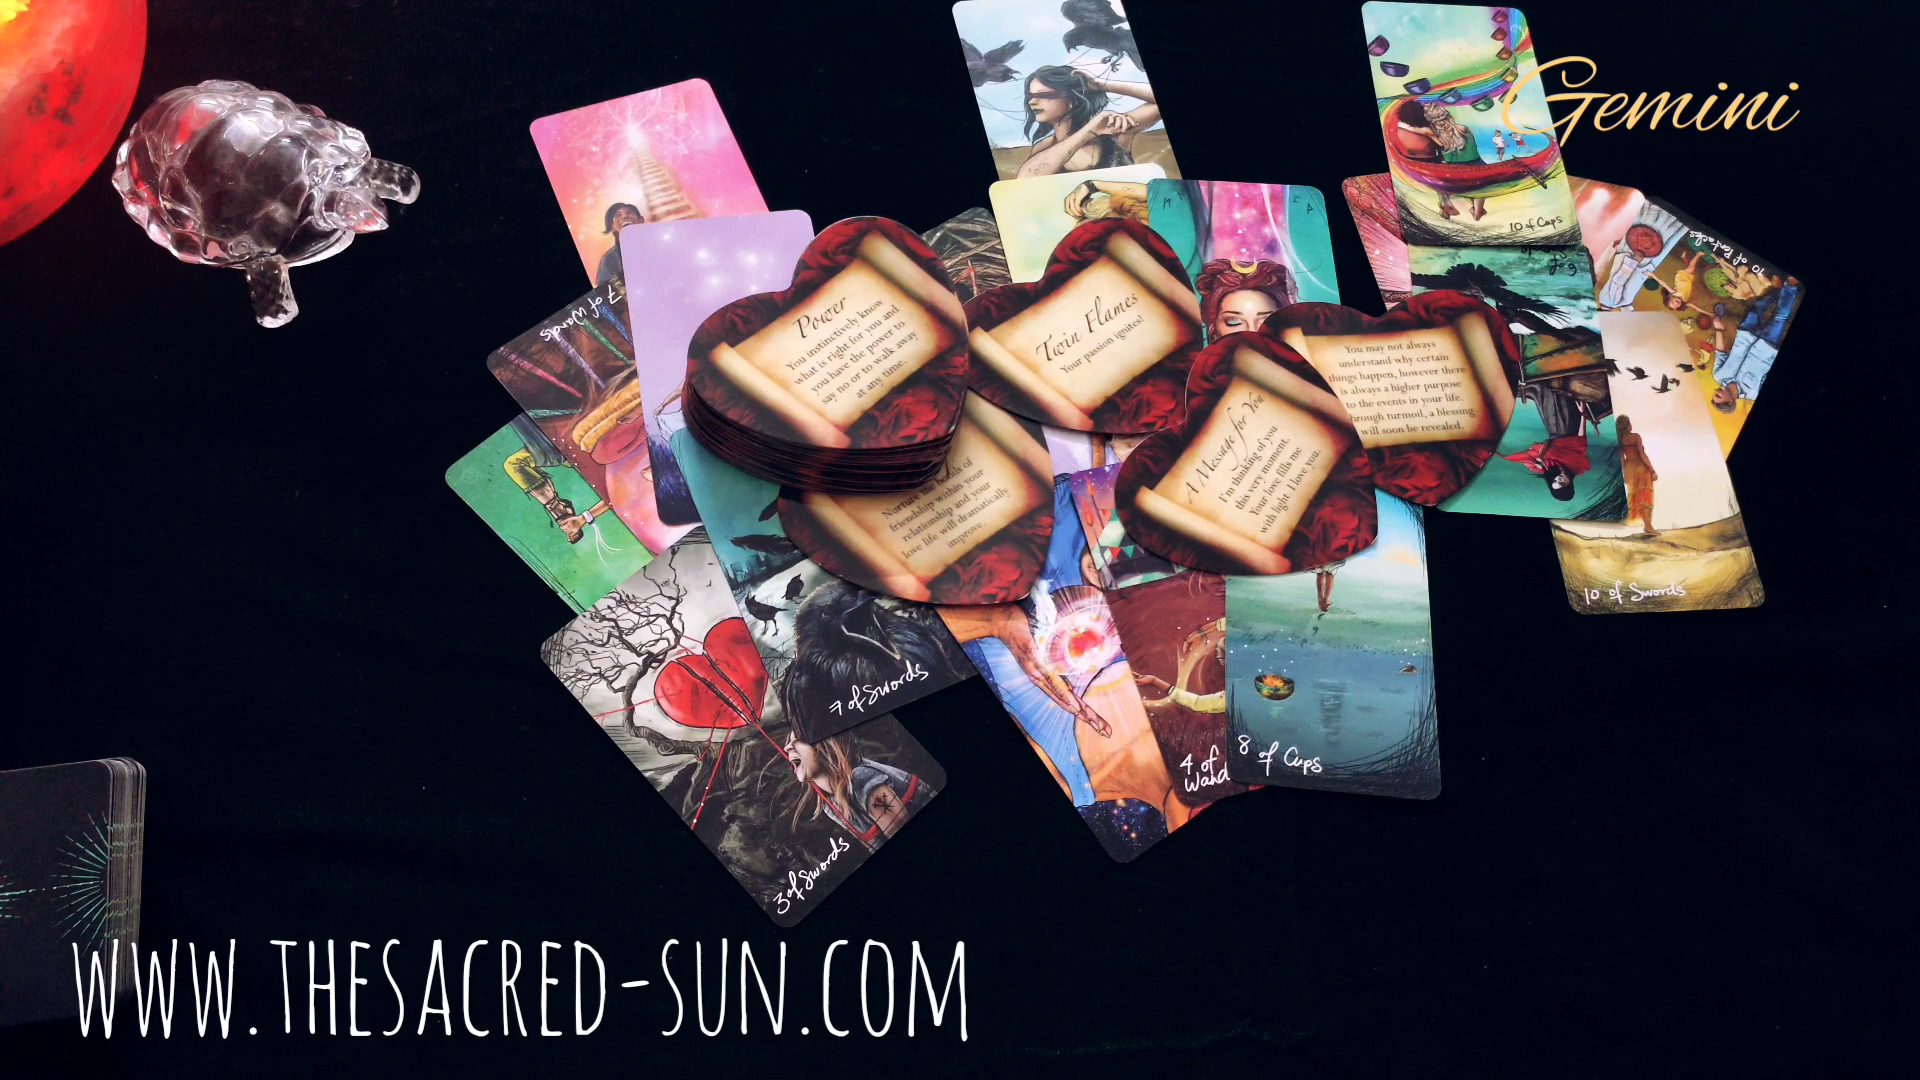 Gemini
10 of Cups
10 of Pentacles
7 of Wands
Power
You instinctively know
what is right for you and
you have the power to
say no or to walk away
at any time.
Twin Flames
Your passion ignites!
You may not always
understand why certain
things happen, however there
is always a higher purpose
to the events in your life.
Through turmoil, a blessing
will soon be revealed.
A Message for You
I'm thinking of you
this very moment.
Your love fills me
with light. I love you.
Nurture the bonds of
friendship within your
relationship and your
love life will dramatically
improve.
10 of Swords
7 of Swords
4 of
Wand
8 of Cups
3 of Swords
www.thesacred-sun.com